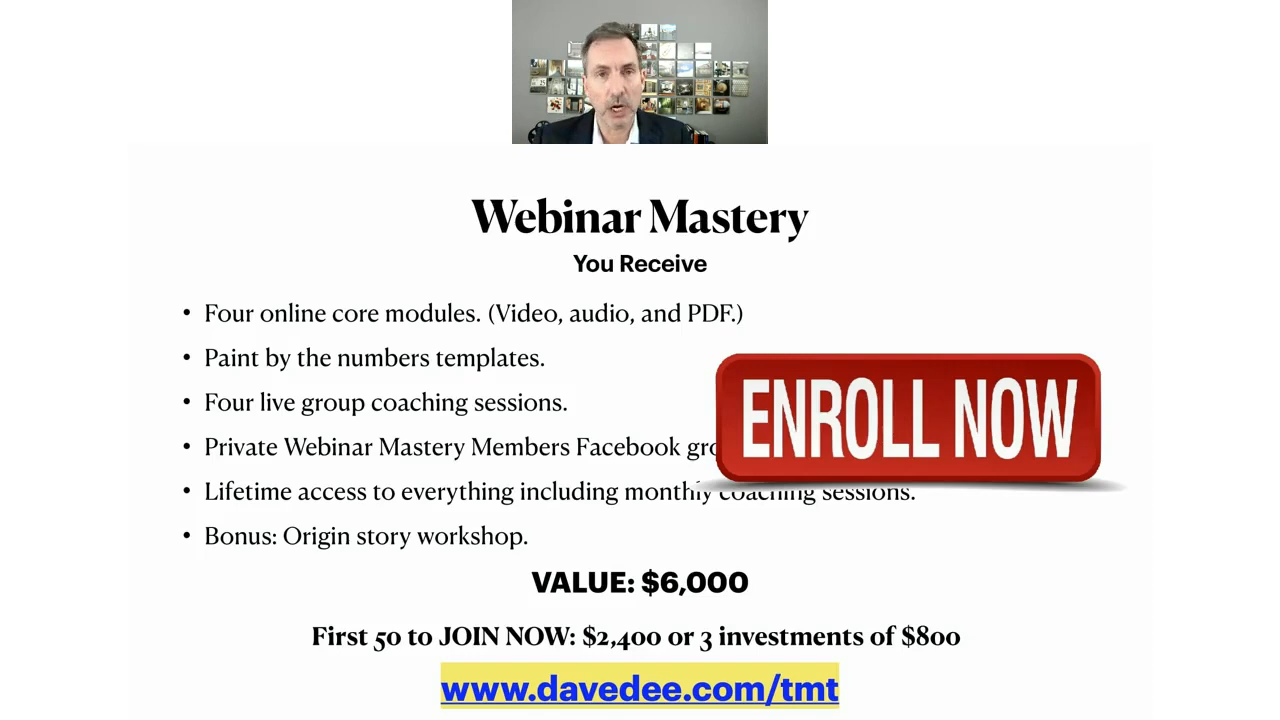 Webinar Mastery
You Receive
• Four online core modules. (Video, audio, and PDF.)
• Paint by the numbers templates.
• Four live group coaching sessions.
• Private Webinar Mastery Members Facebook
ENROLL NOW
• Lifetime access to everything including monthly coaching sessions.
• Bonus: Origin story workshop.
VALUE: $6,000
First 50 to JOIN NOW: $2,400 or 3 investments of $800
www.davedee.com/tmt